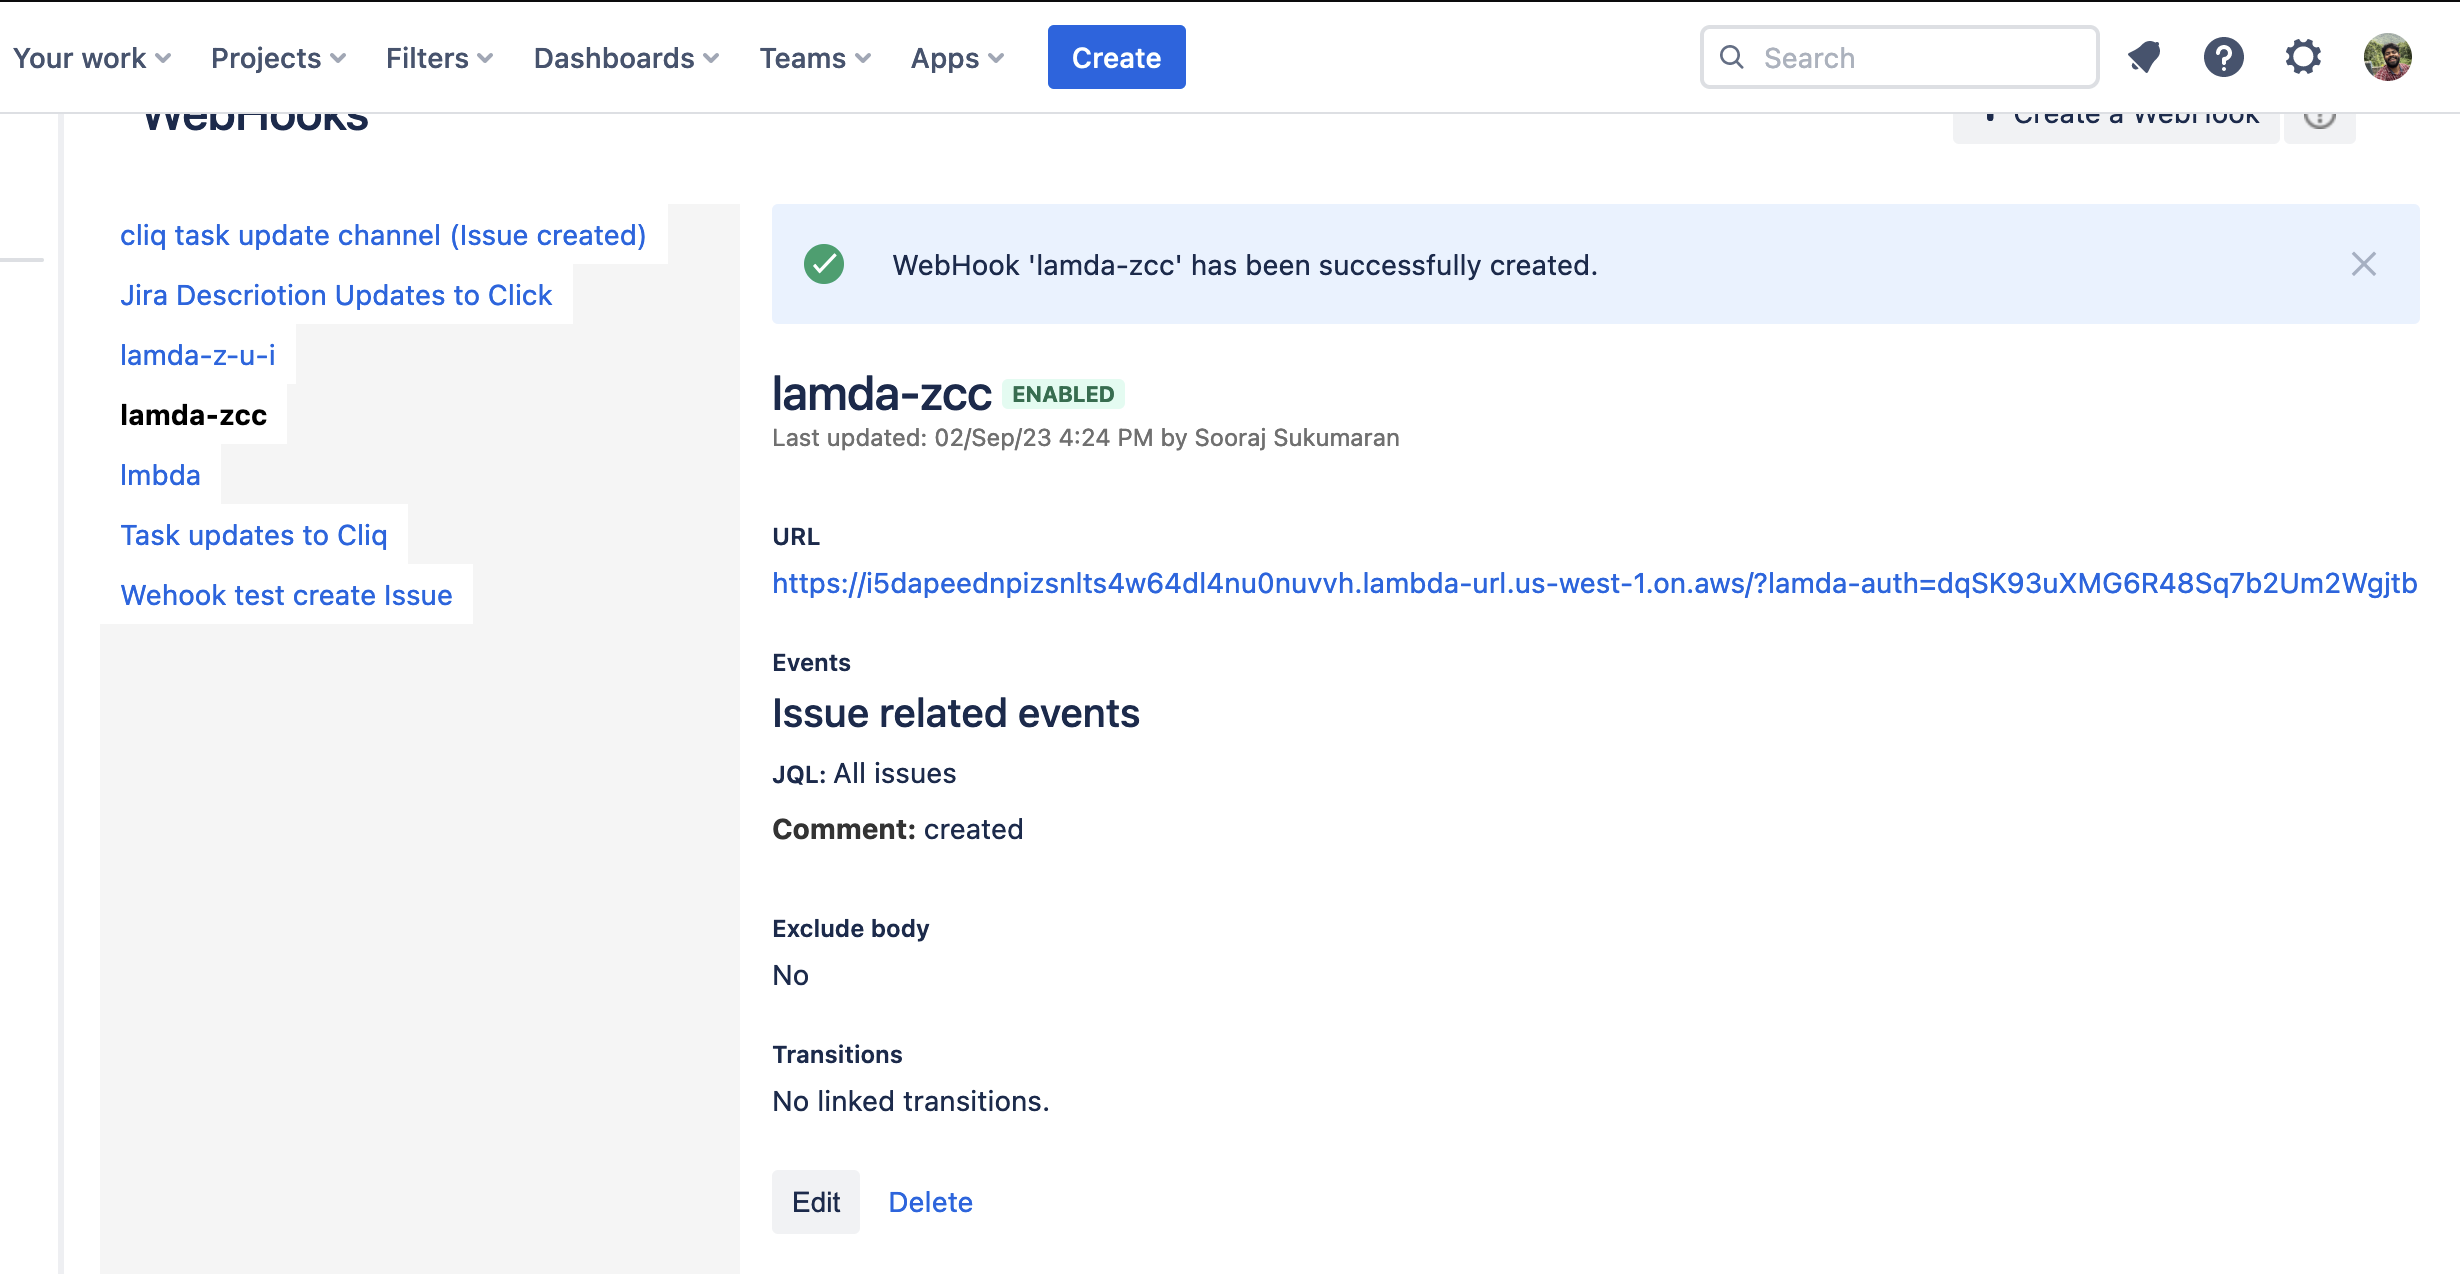 Your work Projects Filters Dashboards Teams Apps Create Search
WebHooks
Create a WebHook
cliq task update channel (Issue created)
Jira Descriotion Updates to Click
lamda-z-u-i
lamda-zcc
lmbda
Task updates to Cliq
Wehook test create Issue
WebHook 'lamda-zcc' has been successfully created.
lamda-zcc ENABLED
Last updated: 02/Sep/23 4:24 PM by Sooraj Sukumaran
URL
https://i5dapeednpizsnlts4w64dl4nu0nuvvh.lambda-url.us-west-1.on.aws/?lamda-auth=dqSK93uXMG6R48Sq7b2Um2Wgjtb
Events
Issue related events
JQL: All issues
Comment: created
Exclude body
No
Transitions
No linked transitions.
Edit Delete